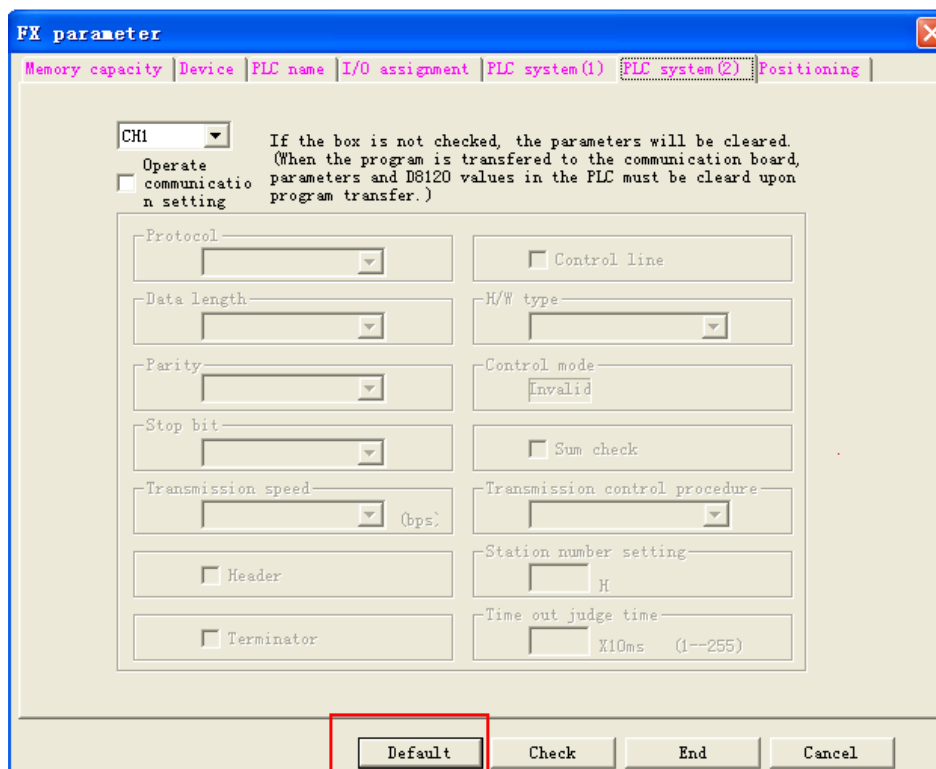 FX parameter
Memory capacity Device PLC name I/O assignment PLC system(1) PLC system(2) Positioning
CH1
If the box is not checked, the parameters will be cleared.
(When the program is transfered to the communication board,
parameters and D8120 values in the PLC must be cleard upon
program transfer.)
Operate
communicatio
n setting
Protocol
Control line
Data length
H/W type
Parity
Control mode
Invalid
Stop bit
Sum check
Transmission speed
(bps)
Transmission control procedure
Header
Station number setting
H
Terminator
Time out judge time
X10ms (1--255)
Default Check End Cancel